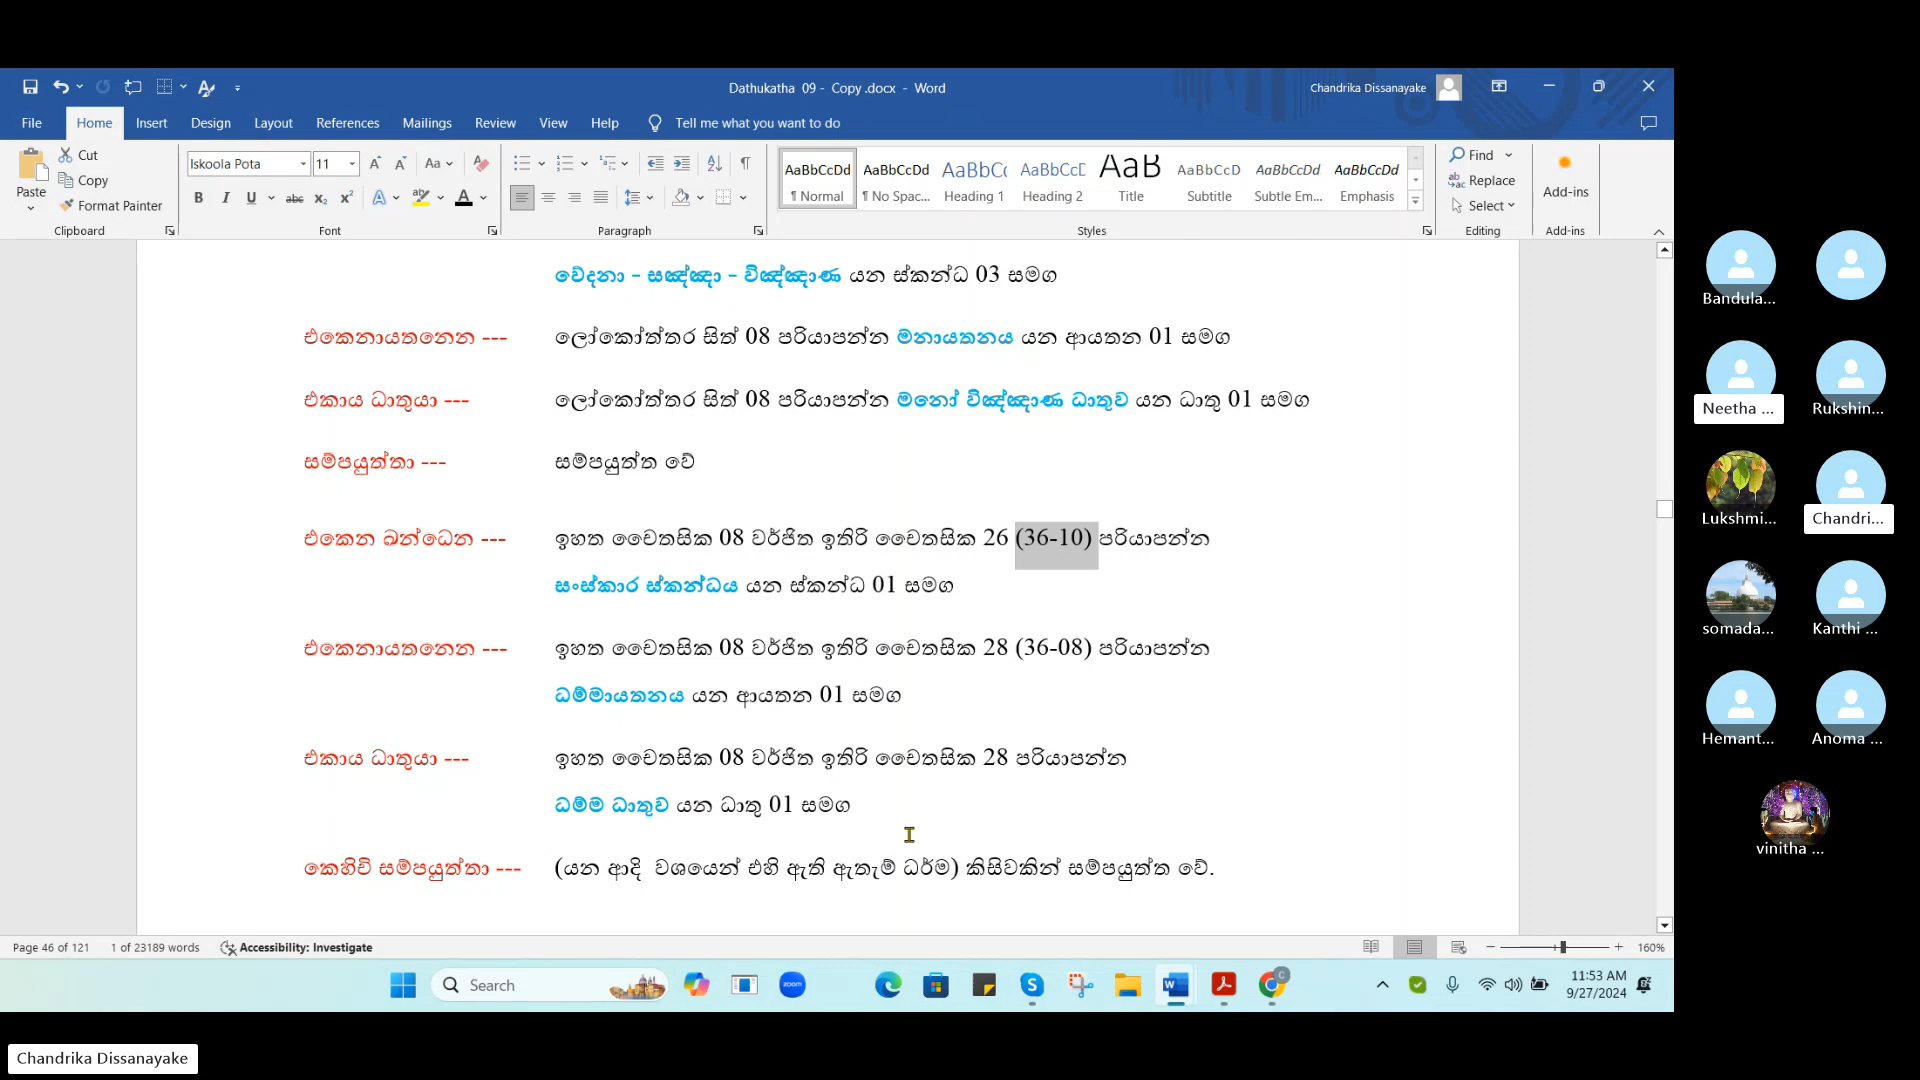 Dathukatha 09 - Copy .docx - Word
Chandrika Dissanayake
File Home Insert Design Layout References Mailings Review View Help Tell me what you want to do
Paste
Cut
Copy
Format Painter
Clipboard
Iskoola Pota 11
Font
Paragraph
AaBbCcDd AaBbCcDd AaBbCc AaBbCcD AaB AaBbCcD AaBbCcDd AaBbCcDd
¶ Normal ¶ No Spac... Heading 1 Heading 2 Title Subtitle Subtle Em... Emphasis
Styles
Find
Replace
Select
Editing
Add-ins
Add-ins
වේදනා - සඤ්ඤා - විඤ්ඤාණ යන ස්කන්ධ 03 සමග
එකෙනායතනෙන --- ලෝකෝත්තර සිත් 08 පරියාපන්න මනායතනය යන ආයතන 01 සමග
එකාය ධාතුයා --- ලෝකෝත්තර සිත් 08 පරියාපන්න මනෝ විඤ්ඤාණ ධාතුව යන ධාතු 01 සමග
සම්පයුත්තා --- සම්පයුත්ත වේ
එකෙන ඛන්ධෙන --- ඉහත චෛතසික 08 වර්ජිත ඉතිරි චෛතසික 26 (36-10) පරියාපන්න
සංස්කාර ස්කන්ධය යන ස්කන්ධ 01 සමග
එකෙනායතනෙන --- ඉහත චෛතසික 08 වර්ජිත ඉතිරි චෛතසික 28 (36-08) පරියාපන්න
ධම්මායතනය යන ආයතන 01 සමග
එකාය ධාතුයා --- ඉහත චෛතසික 08 වර්ජිත ඉතිරි චෛතසික 28 පරියාපන්න
ධම්ම ධාතුව යන ධාතු 01 සමග
කෙහිචි සම්පයුත්තා --- (යන ආදි වශයෙන් එහි ඇති ඇතැම් ධර්ම) කිසිවකින් සම්පයුත්ත වේ.
Page 46 of 121 1 of 23189 words Accessibility: Investigate 160%
Search
zoom
11:53 AM
9/27/2024
Bandula...
Neetha ... Rukshin...
Lukshmi... Chandri...
somada... Kanthi ...
Hemant... Anoma ...
vinitha ...
Chandrika Dissanayake